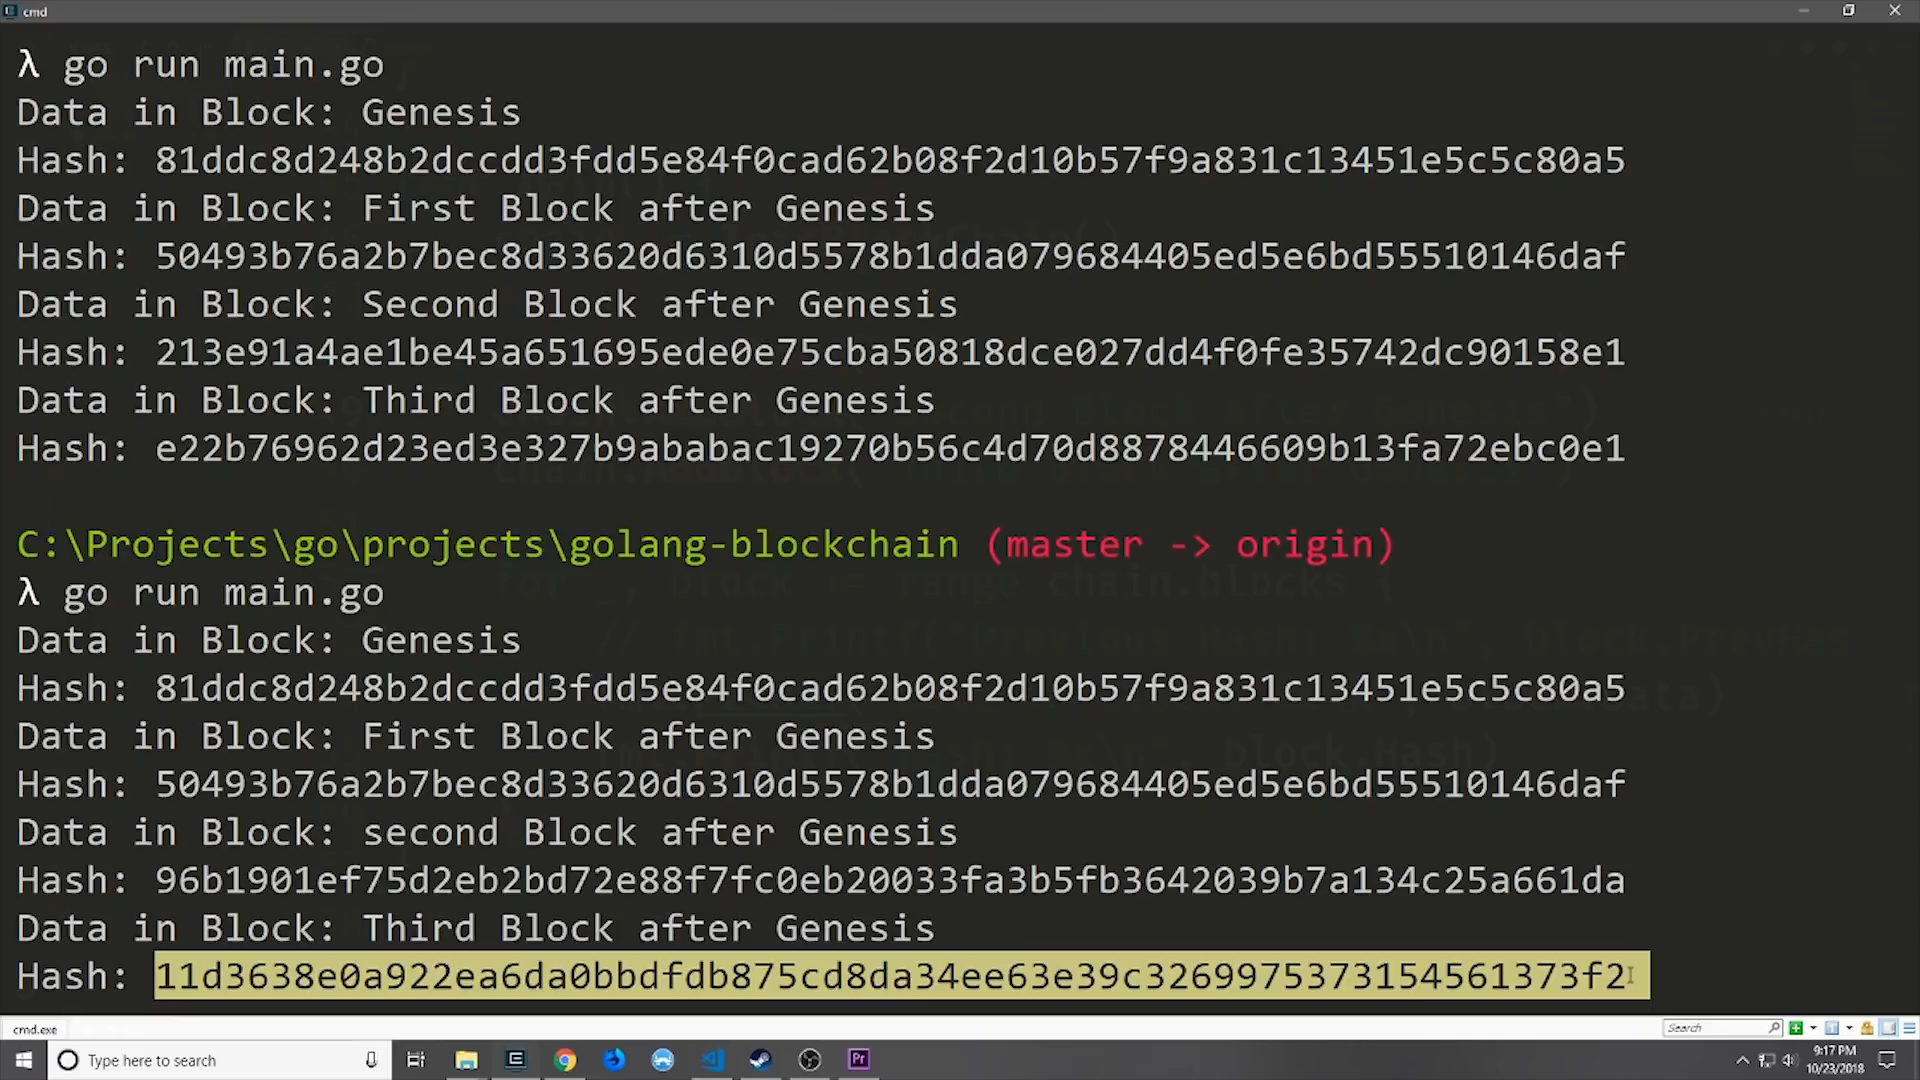 cmd
λ go run main.go
Data in Block: Genesis
Hash: 81ddc8d248b2dccdd3fdd5e84f0cad62b08f2d10b57f9a831c13451e5c5c80a5
Data in Block: First Block after Genesis
Hash: 50493b76a2b7bec8d33620d6310d5578b1dda079684405ed5e6bd55510146daf
Data in Block: Second Block after Genesis
Hash: 213e91a4ae1be45a651695ede0e75cba50818dce027dd4f0fe35742dc90158e1
Data in Block: Third Block after Genesis
Hash: e22b76962d23ed3e327b9ababac19270b56c4d70d8878446609b13fa72ebc0e1
C:\Projects\go\projects\golang-blockchain (master -> origin)
λ go run main.go
Data in Block: Genesis
Hash: 81ddc8d248b2dccdd3fdd5e84f0cad62b08f2d10b57f9a831c13451e5c5c80a5
Data in Block: First Block after Genesis
Hash: 50493b76a2b7bec8d33620d6310d5578b1dda079684405ed5e6bd55510146daf
Data in Block: second Block after Genesis
Hash: 96b1901ef75d2eb2bd72e88f7fc0eb20033fa3b5fb3642039b7a134c25a661da
Data in Block: Third Block after Genesis
Hash: 11d3638e0a922ea6da0bbdfdb875cd8da34ee63e39c3269975373154561373f2
cmd.exe
Search
Type here to search
Pr
9:17 PM
10/23/2018